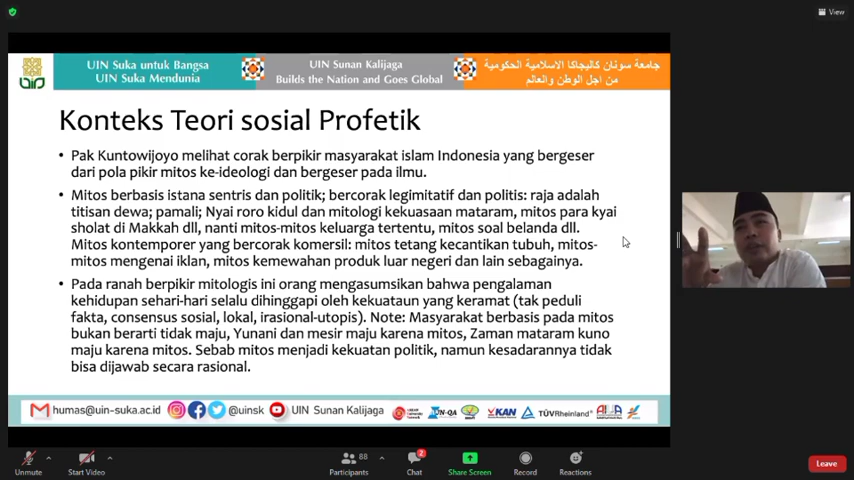 View
UIN Suka untuk Bangsa
UIN Suka Mendunia
UIN Sunan Kalijaga
Builds the Nation and Goes Global
جامعة سونان كاليجاكا الاسلامية الحكومية
من اجل الوطن والعالم
Konteks Teori sosial Profetik
• Pak Kuntowijoyo melihat corak berpikir masyarakat islam Indonesia yang bergeser
dari pola pikir mitos ke-ideologi dan bergeser pada ilmu.
• Mitos berbasis istana sentris dan politik; bercorak legimitatif dan politis: raja adalah
titisan dewa; pamali; Nyai roro kidul dan mitologi kekuasaan mataram, mitos para kyai
sholat di Makkah dll, nanti mitos-mitos keluarga tertentu, mitos soal belanda dll.
Mitos kontemporer yang bercorak komersil: mitos tetang kecantikan tubuh, mitos-
mitos mengenai iklan, mitos kemewahan produk luar negeri dan lain sebagainya.
• Pada ranah berpikir mitologis ini orang mengasumsikan bahwa pengalaman
kehidupan sehari-hari selalu dihinggapi oleh kekuataun yang keramat (tak peduli
fakta, consensus sosial, lokal, irasional-utopis). Note: Masyarakat berbasis pada mitos
bukan berarti tidak maju, Yunani dan mesir maju karena mitos, Zaman mataram kuno
maju karena mitos. Sebab mitos menjadi kekuatan politik, namun kesadarannya tidak
bisa dijawab secara rasional.
humas@uin-suka.ac.id
@uinsk
UIN Sunan Kalijaga
KAN
TÜVRheinland
Unmute
Start Video
88
Participants
2
Chat
Share Screen
Record
Reactions
Leave